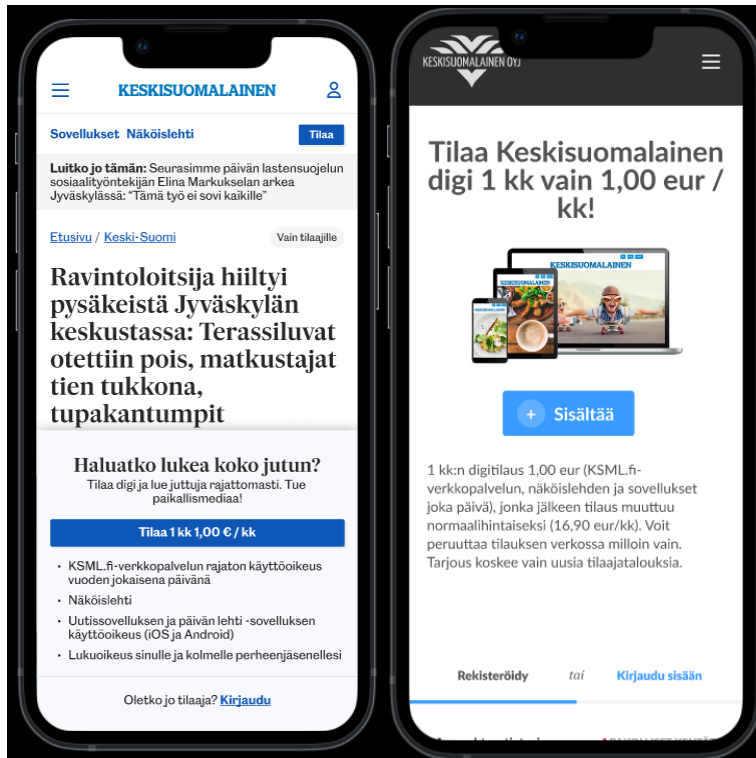 KESKISUOMALAINEN
Sovellukset Näköislehti
Tilaa
Luitko jo tämän: Seurasimme päivän lastensuojelun
sosiaalityöntekijän Elina Markukselan arkea
Jyväskylässä: “Tämä työ ei sovi kaikille”
Etusivu / Keski-Suomi
Vain tilaajille
Ravintoloitsija hiiltyi
pysäkeistä Jyväskylän
keskustassa: Terassiluvat
otettiin pois, matkustajat
tien tukkona,
tupakantumpit
Haluatko lukea koko jutun?
Tilaa digi ja lue juttuja rajattomasti. Tue
paikallismediaa!
Tilaa 1 kk 1,00 € / kk
• KSML.fi-verkkopalvelun rajaton käyttöoikeus
vuoden jokaisena päivänä
• Näköislehti
• Uutissovelluksen ja päivän lehti -sovelluksen
käyttöoikeus (iOS ja Android)
• Lukuoikeus sinulle ja kolmelle perheenjäsenellesi
Oletko jo tilaaja? Kirjaudu
KESKISUOMALAINEN OYJ
Tilaa Keskisuomalainen
digi 1 kk vain 1,00 eur /
kk!
KESKISUOMALAINEN
KESKISUOMALAINEN
+ Sisältää
1 kk:n digitilaus 1,00 eur (KSML.fi-
verkkopalvelun, näköislehden ja sovellukset
joka päivä), jonka jälkeen tilaus muuttuu
normaalihintaiseksi (16,90 eur/kk). Voit
peruuttaa tilauksen verkossa milloin vain.
Tarjous koskee vain uusia tilaajatalouksia.
Rekisteröidy
tai
Kirjaudu sisään